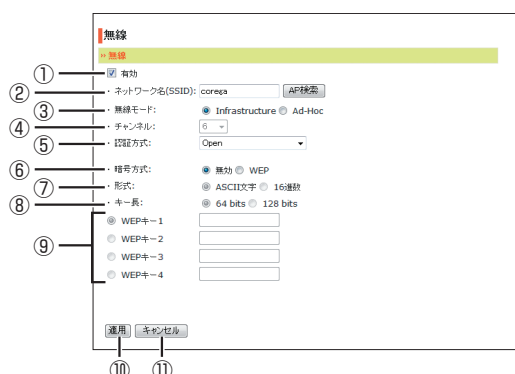 無線
›› 無線
① 有効
② ・ネットワーク名(SSID): corega AP検索
③ ・無線モード: Infrastructure Ad-Hoc
④ ・チャンネル: 6
⑤ ・認証方式: Open
⑥ ・暗号方式: 無効 WEP
⑦ ・形式: ASCII文字 16進数
⑧ ・キー長: 64 bits 128 bits
⑨ WEPキー1
WEPキー2
WEPキー3
WEPキー4
適用 キャンセル
⑩ ⑪